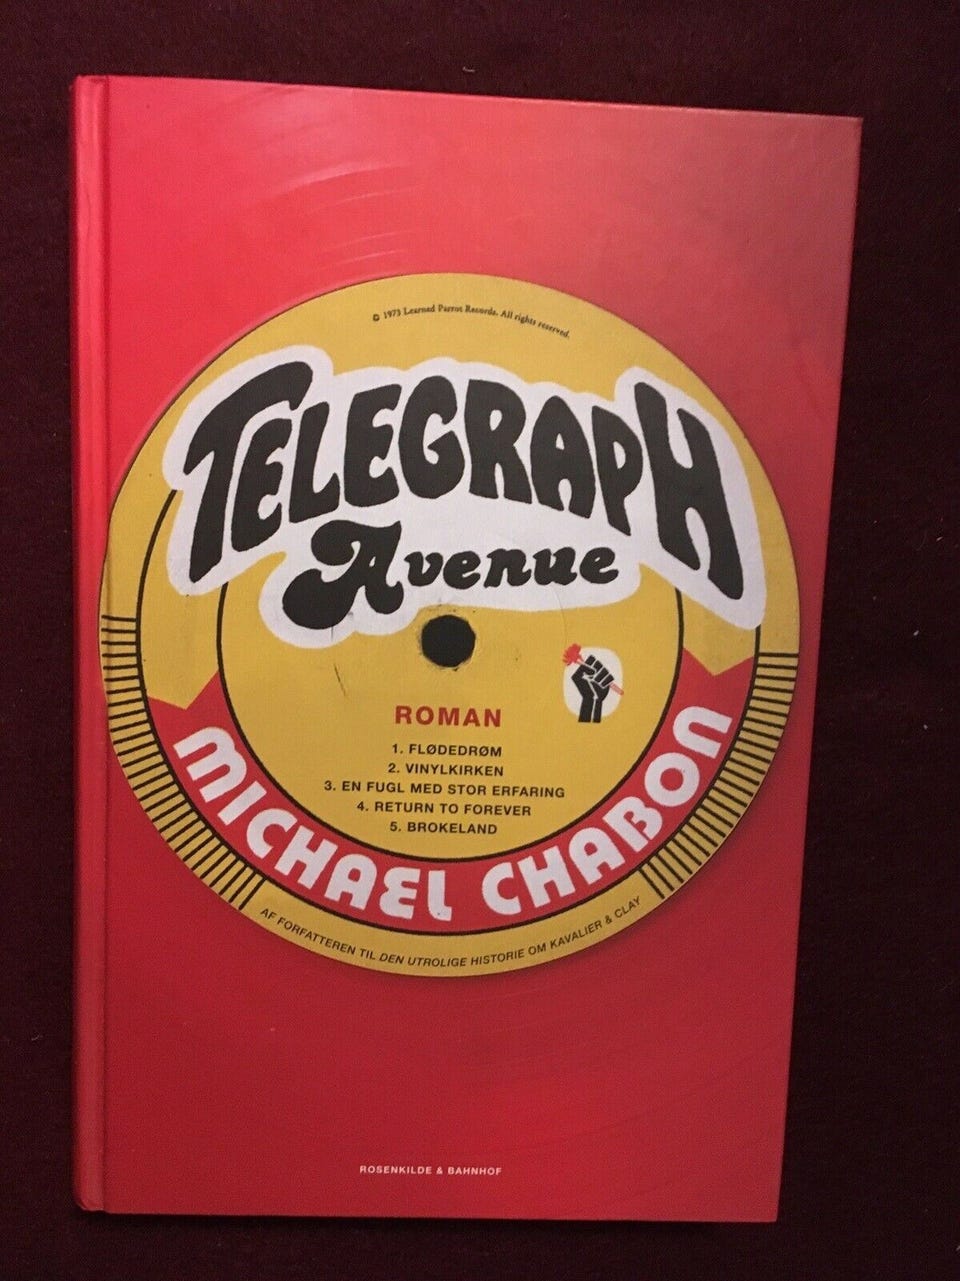 © 1973 Learned Parrot Records. All rights reserved.
TELEGRAPH
Avenue
ROMAN
1. FLØDEDRØM
2. VINYLKIRKEN
3. EN FUGL MED STOR ERFARING
4. RETURN TO FOREVER
5. BROKELAND
MICHAEL CHABON
AF FORFATTEREN TIL DEN UTROLIGE HISTORIE OM KAVALIER & CLAY
ROSENKILDE & BAHNHOF